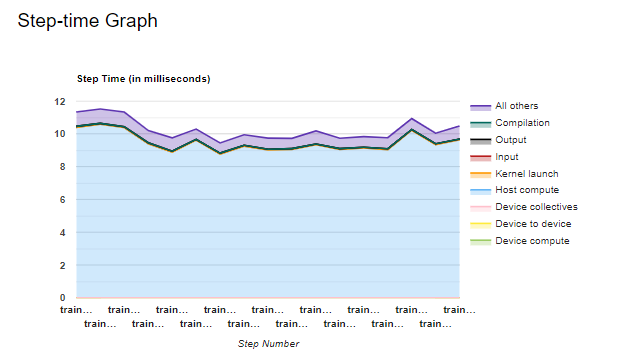 Step-time Graph
Step Time (in milliseconds)
12
10
8
6
4
2
0
train… train… train… train… train… train… train… train… train…
train… train… train… train… train… train… train… train…
Step Number
All others
Compilation
Output
Input
Kernel launch
Host compute
Device collectives
Device to device
Device compute